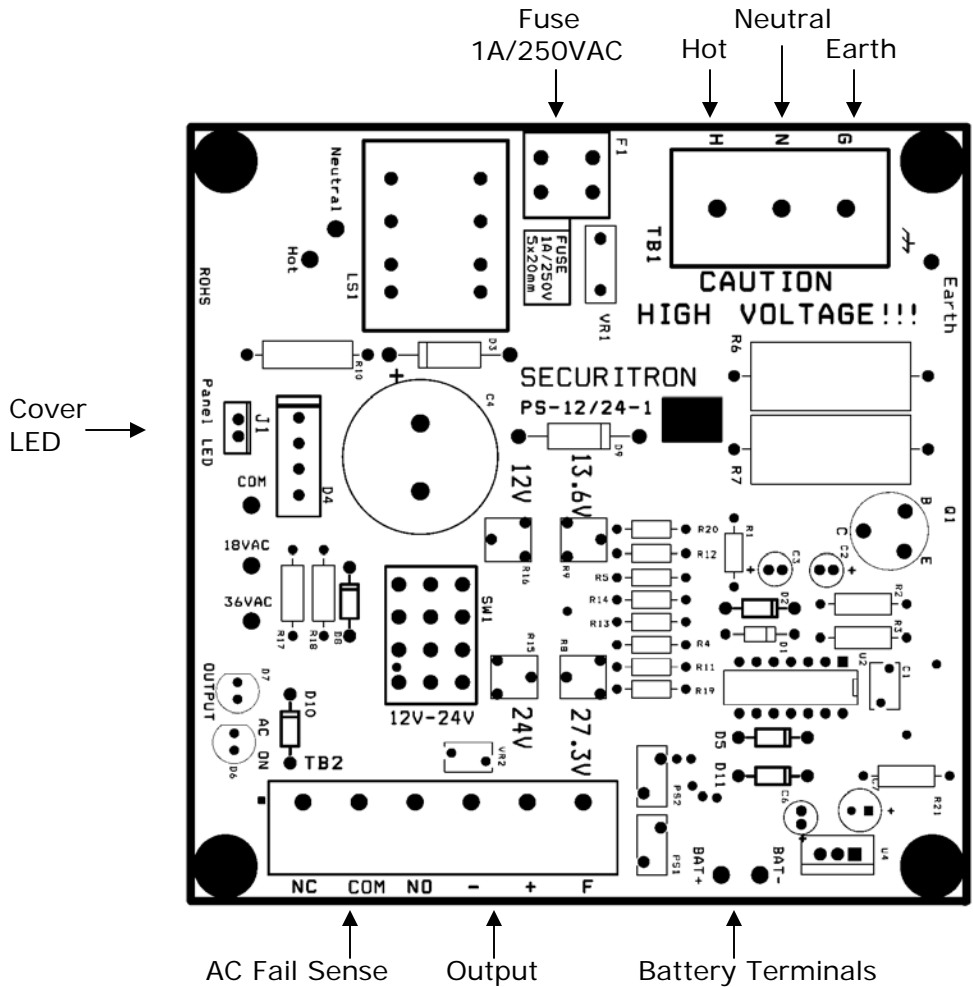 Fuse
1A/250VAC
Neutral
Hot
Earth
H
N
G
F1
Neutral
Hot
LS1
FUSE
1A/250V
5x20mm
VR1
TB1
CAUTION
HIGH VOLTAGE!!!
Earth
ROHS
R10
D3
R6
SECURITRON
PS-12/24-1
Cover
LED
Panel LED
J1
D4
+
C4
D9
R7
COM
12V
13.6V
R16
R9
R20
R12
R5
R14
R13
R4
R11
R19
R1
C3
+
C2
+
Q1
B
C
E
18VAC
36VAC
R17
R18
D8
SW1
12V-24V
R15
R8
24V
27.3V
D2
D1
R2
R3
U2
C1
OUTPUT
D7
AC ON
D6
D10
TB2
VR2
PS2
PS1
D5
D11
C6
+
C7
+
R21
U4
BAT+
BAT-
NC
COM
NO
-
+
F
AC Fail Sense
Output
Battery Terminals